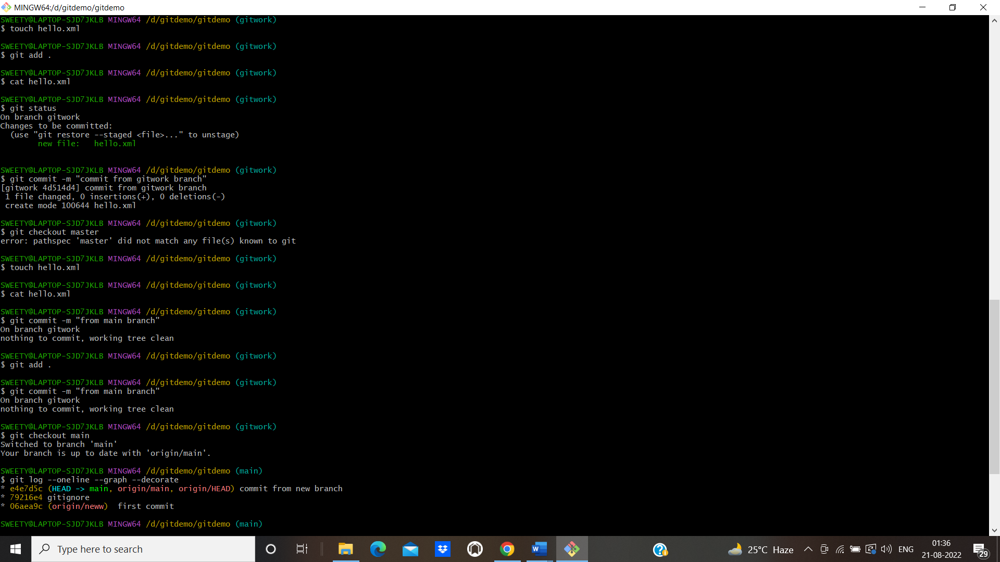 MINGW64:/d/gitdemo/gitdemo
SWEETY@LAPTOP-SJD7JKLB MINGW64 /d/gitdemo/gitdemo (gitwork)
$ touch hello.xml
SWEETY@LAPTOP-SJD7JKLB MINGW64 /d/gitdemo/gitdemo (gitwork)
$ git add .
SWEETY@LAPTOP-SJD7JKLB MINGW64 /d/gitdemo/gitdemo (gitwork)
$ cat hello.xml
SWEETY@LAPTOP-SJD7JKLB MINGW64 /d/gitdemo/gitdemo (gitwork)
$ git status
On branch gitwork
Changes to be committed:
  (use "git restore --staged <file>..." to unstage)
        new file:   hello.xml
SWEETY@LAPTOP-SJD7JKLB MINGW64 /d/gitdemo/gitdemo (gitwork)
$ git commit -m "commit from gitwork branch"
[gitwork 4d514d4] commit from gitwork branch
 1 file changed, 0 insertions(+), 0 deletions(-)
 create mode 100644 hello.xml
SWEETY@LAPTOP-SJD7JKLB MINGW64 /d/gitdemo/gitdemo (gitwork)
$ git checkout master
error: pathspec 'master' did not match any file(s) known to git
SWEETY@LAPTOP-SJD7JKLB MINGW64 /d/gitdemo/gitdemo (gitwork)
$ touch hello.xml
SWEETY@LAPTOP-SJD7JKLB MINGW64 /d/gitdemo/gitdemo (gitwork)
$ cat hello.xml
SWEETY@LAPTOP-SJD7JKLB MINGW64 /d/gitdemo/gitdemo (gitwork)
$ git commit -m "from main branch"
On branch gitwork
nothing to commit, working tree clean
SWEETY@LAPTOP-SJD7JKLB MINGW64 /d/gitdemo/gitdemo (gitwork)
$ git add .
SWEETY@LAPTOP-SJD7JKLB MINGW64 /d/gitdemo/gitdemo (gitwork)
$ git commit -m "from main branch"
On branch gitwork
nothing to commit, working tree clean
SWEETY@LAPTOP-SJD7JKLB MINGW64 /d/gitdemo/gitdemo (gitwork)
$ git checkout main
Switched to branch 'main'
Your branch is up to date with 'origin/main'.
SWEETY@LAPTOP-SJD7JKLB MINGW64 /d/gitdemo/gitdemo (main)
$ git log --oneline --graph --decorate
* e4e7d5c (HEAD -> main, origin/main, origin/HEAD) commit from new branch
* 79216e4 gitignore
* 06aea9c (origin/neww)  first commit
SWEETY@LAPTOP-SJD7JKLB MINGW64 /d/gitdemo/gitdemo (main)
Type here to search
25°C Haze
ENG
01:36
21-08-2022
29